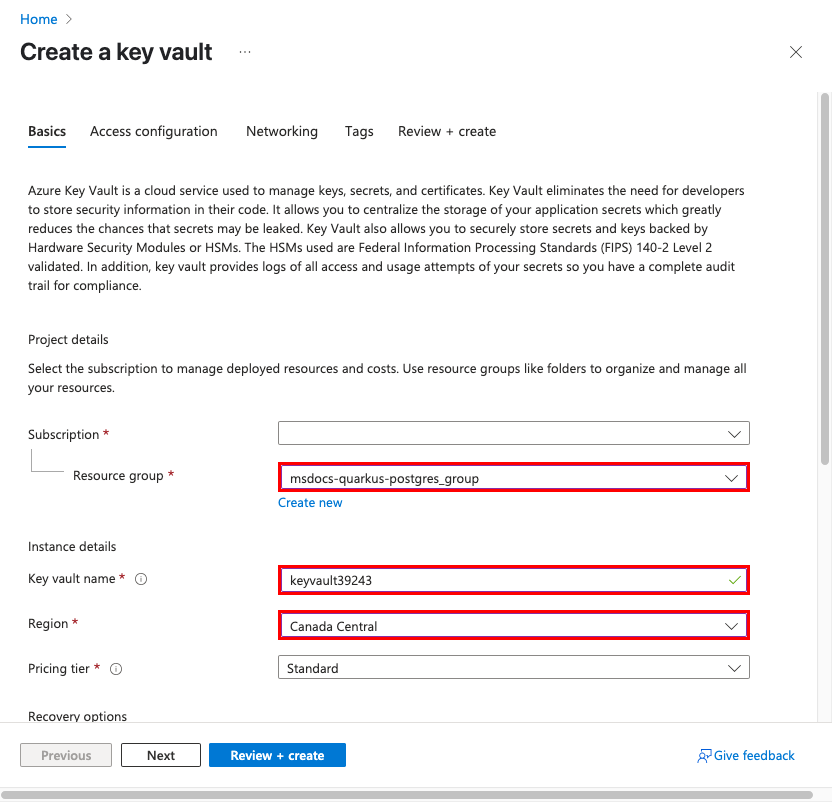 Home
Create a key vault ...
Basics Access configuration Networking Tags Review + create
Azure Key Vault is a cloud service used to manage keys, secrets, and certificates. Key Vault eliminates the need for developers
to store security information in their code. It allows you to centralize the storage of your application secrets which greatly
reduces the chances that secrets may be leaked. Key Vault also allows you to securely store secrets and keys backed by
Hardware Security Modules or HSMs. The HSMs used are Federal Information Processing Standards (FIPS) 140-2 Level 2
validated. In addition, key vault provides logs of all access and usage attempts of your secrets so you have a complete audit
trail for compliance.
Project details
Select the subscription to manage deployed resources and costs. Use resource groups like folders to organize and manage all
your resources.
Subscription *
Resource group * msdocs-quarkus-postgres_group
Create new
Instance details
Key vault name * keyvault39243
Region * Canada Central
Pricing tier * Standard
Recovery options
Previous Next Review + create Give feedback